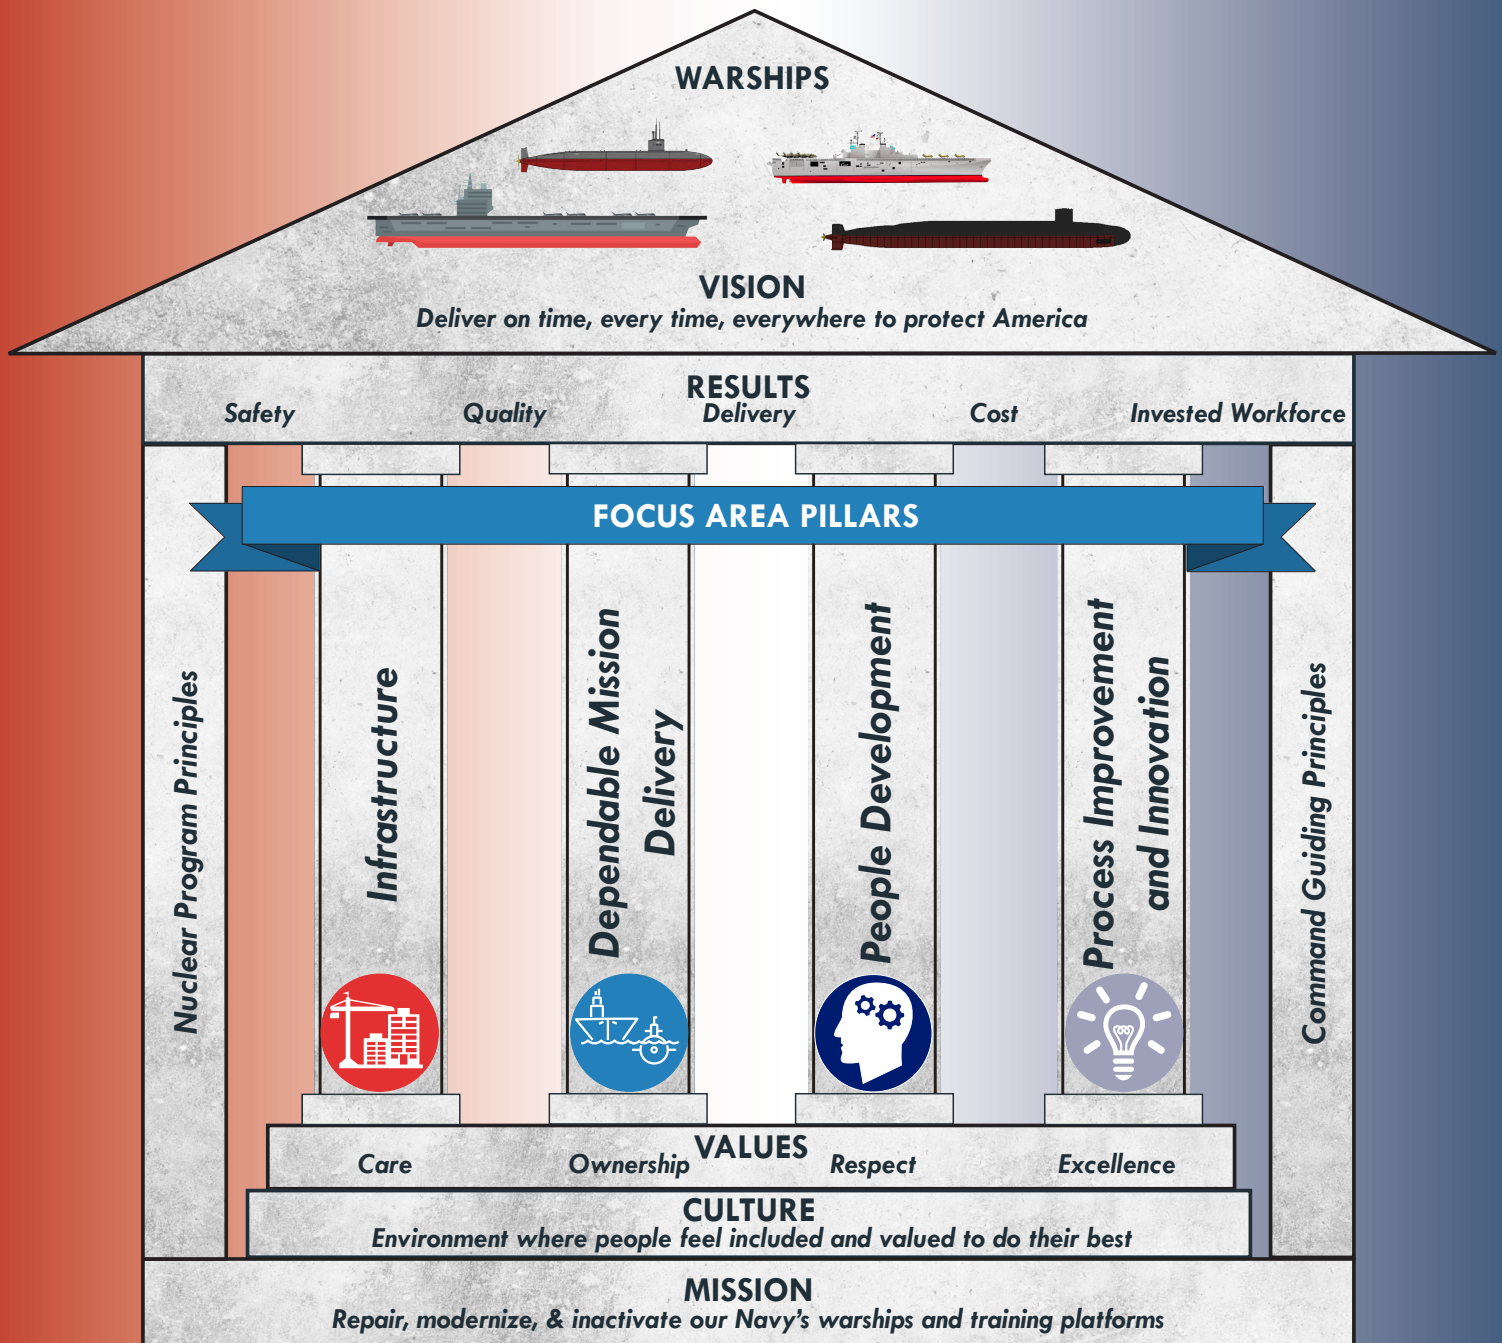 WARSHIPS
VISION
Deliver on time, every time, everywhere to protect America
RESULTS
Safety
Quality
Delivery
Cost
Invested Workforce
FOCUS AREA PILLARS
Nuclear Program Principles
Infrastructure
Dependable Mission
Delivery
People Development
Process Improvement
and Innovation
Command Guiding Principles
VALUES
Care
Ownership
Respect
Excellence
CULTURE
Environment where people feel included and valued to do their best
MISSION
Repair, modernize, & inactivate our Navy's warships and training platforms